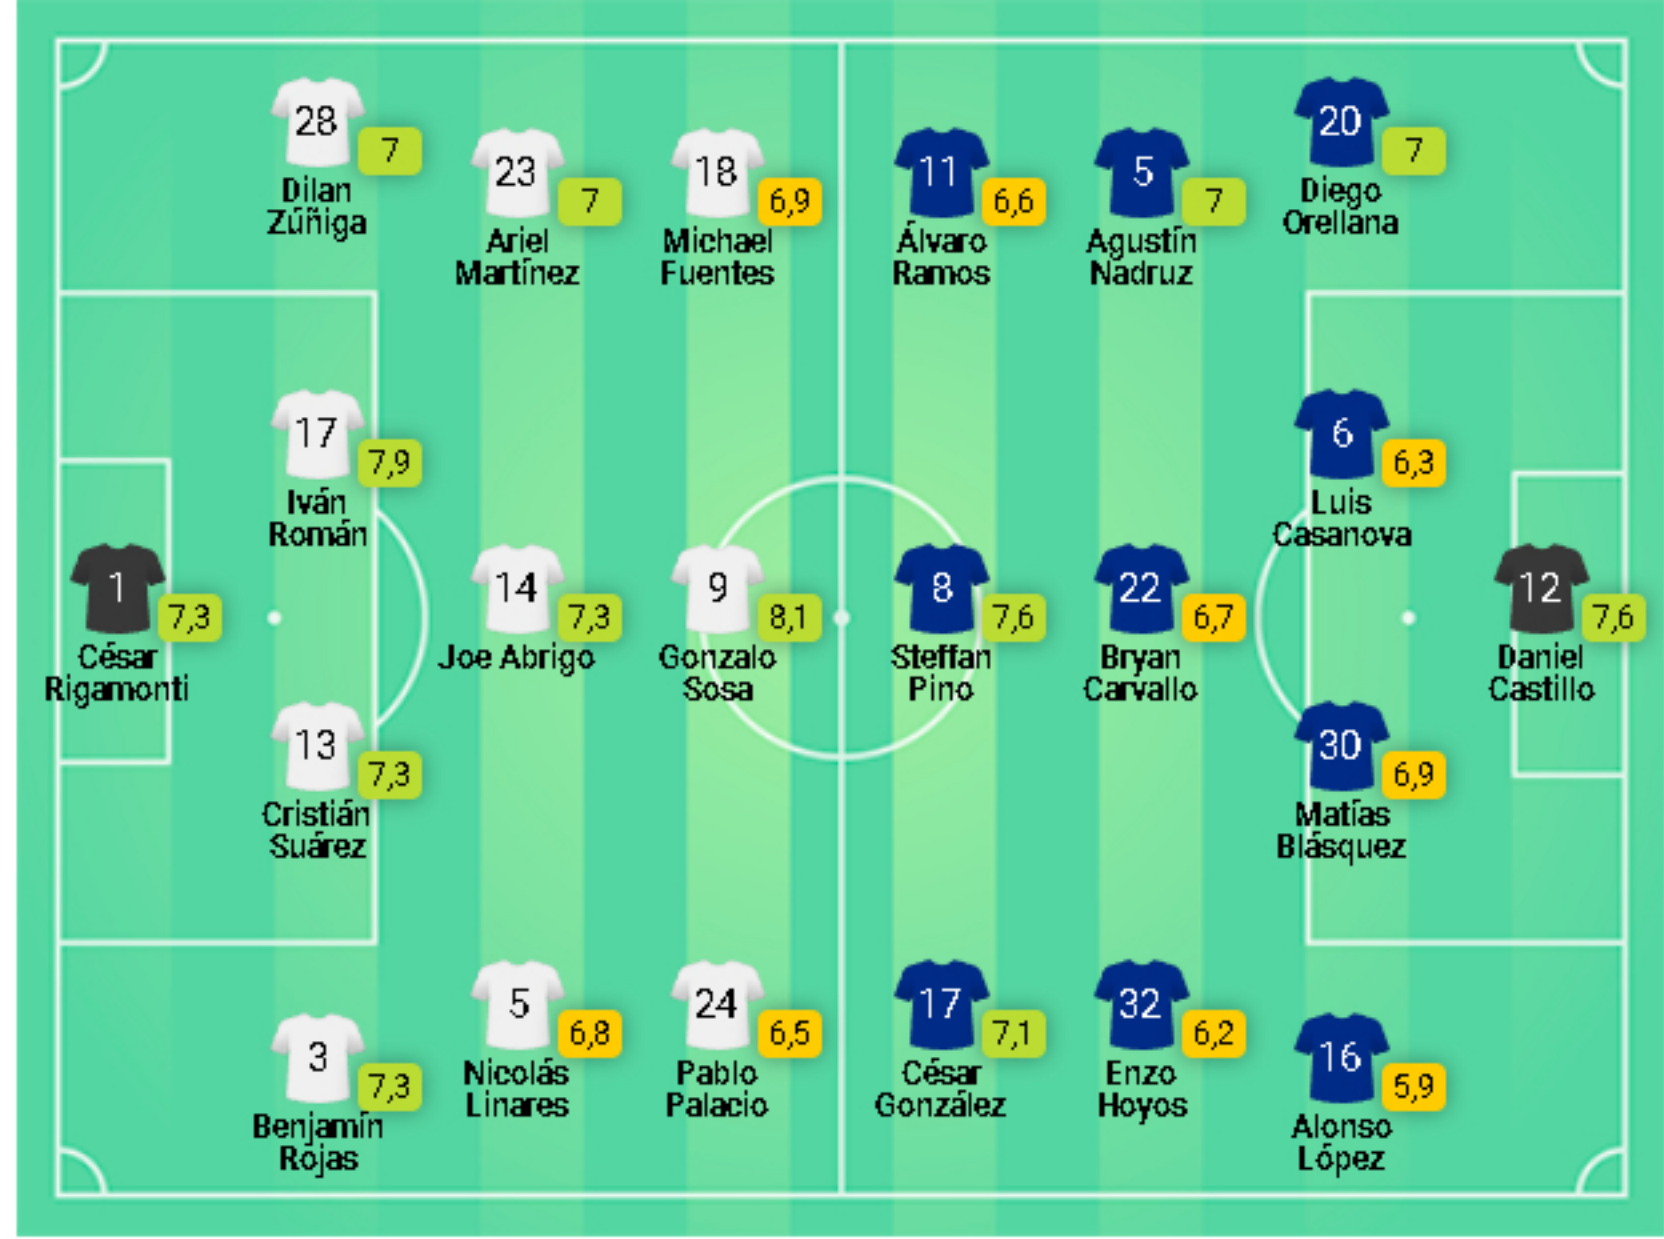 28
7
Dilan
Zúñiga
23
7
Ariel
Martínez
18
6,9
Michael
Fuentes
11
6,6
Álvaro
Ramos
5
7
Agustín
Nadruz
20
7
Diego
Orellana
17
7,9
Iván
Román
6
6,3
Luis
Casanova
1
7,3
César
Rigamonti
14
7,3
Joe Abrigo
9
8,1
Gonzalo
Sosa
8
7,6
Steffan
Pino
22
6,7
Bryan
Carvallo
12
7,6
Daniel
Castillo
13
7,3
Cristián
Suárez
30
6,9
Matías
Blásquez
3
7,3
Benjamín
Rojas
5
6,8
Nicolás
Linares
24
6,5
Pablo
Palacio
17
7,1
César
González
32
6,2
Enzo
Hoyos
16
5,9
Alonso
López